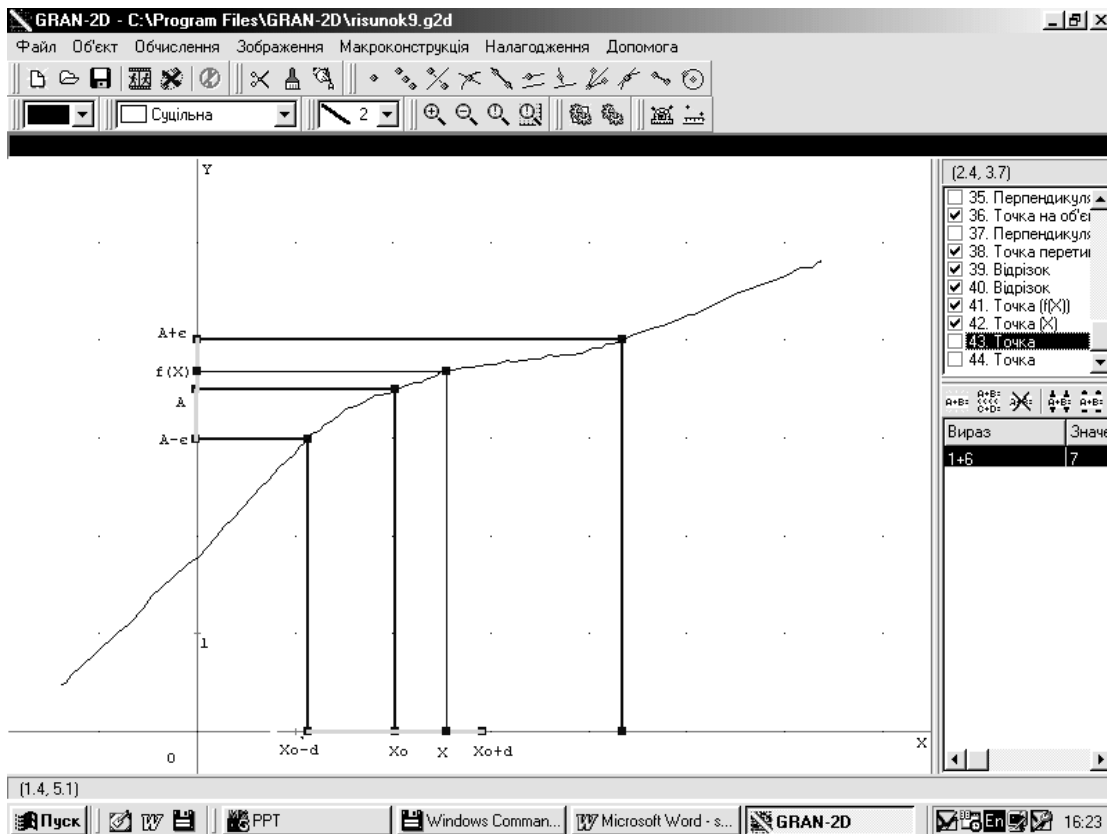 GRAN-2D - C:\Program Files\GRAN-2D\risunok9.g2d
Файл Об'єкт Обчислення Зображення Макроконструкція Налагодження Допомога
Суцільна 2
(2.4, 3.7)
35. Перпендикуля
36. Точка на об'єк
37. Перпендикуля
38. Точка перетин
39. Відрізок
40. Відрізок
41. Точка (f(X))
42. Точка (X)
43. Точка
44. Точка
Вираз Значе
1+6 7
Y
A+є
f(X)
A
A-є
1
0
Xo-d Xo X Xo+d
X
(1.4, 5.1)
Пуск PPT Windows Comman... Microsoft Word - s... GRAN-2D En 16:23